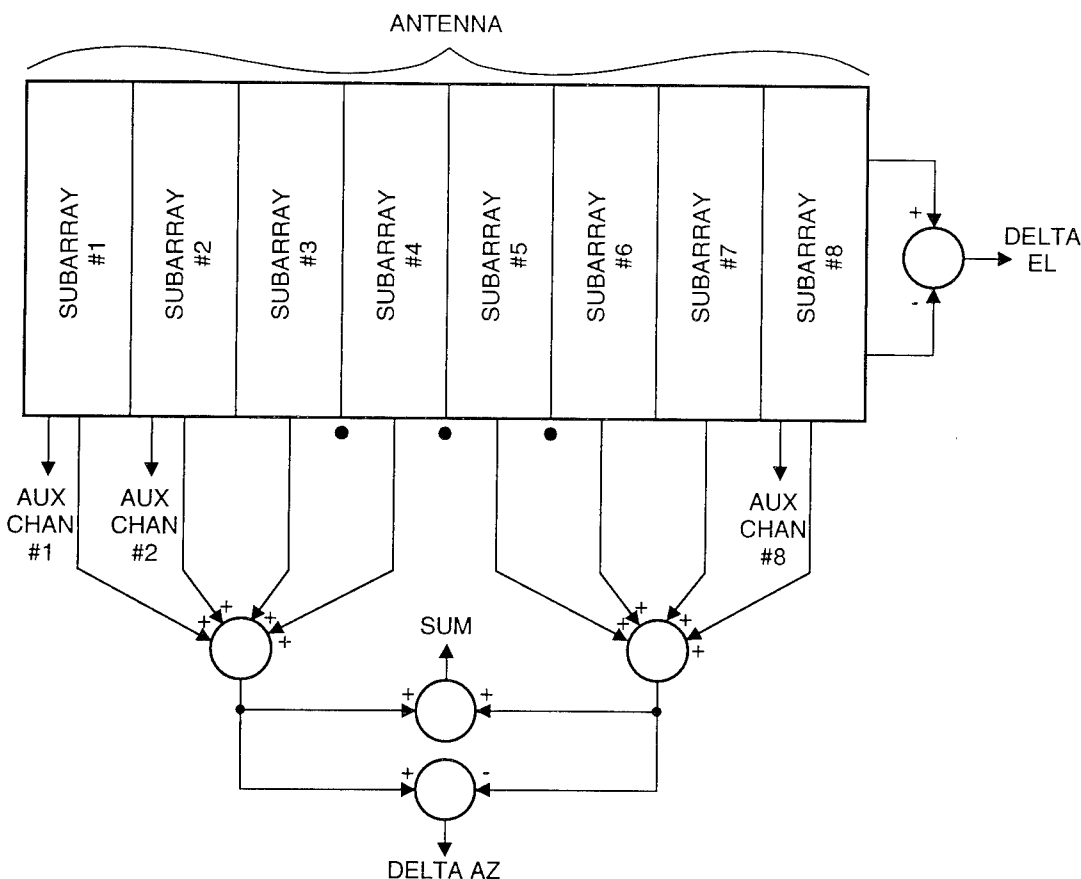 ANTENNA
SUBARRAY
#1
SUBARRAY
#2
SUBARRAY
#3
SUBARRAY
#4
SUBARRAY
#5
SUBARRAY
#6
SUBARRAY
#7
SUBARRAY
#8
+
-
DELTA
EL
AUX
CHAN
#1
AUX
CHAN
#2
AUX
CHAN
#8
+ + + +
+ + + +
SUM
+ +
+ -
DELTA AZ